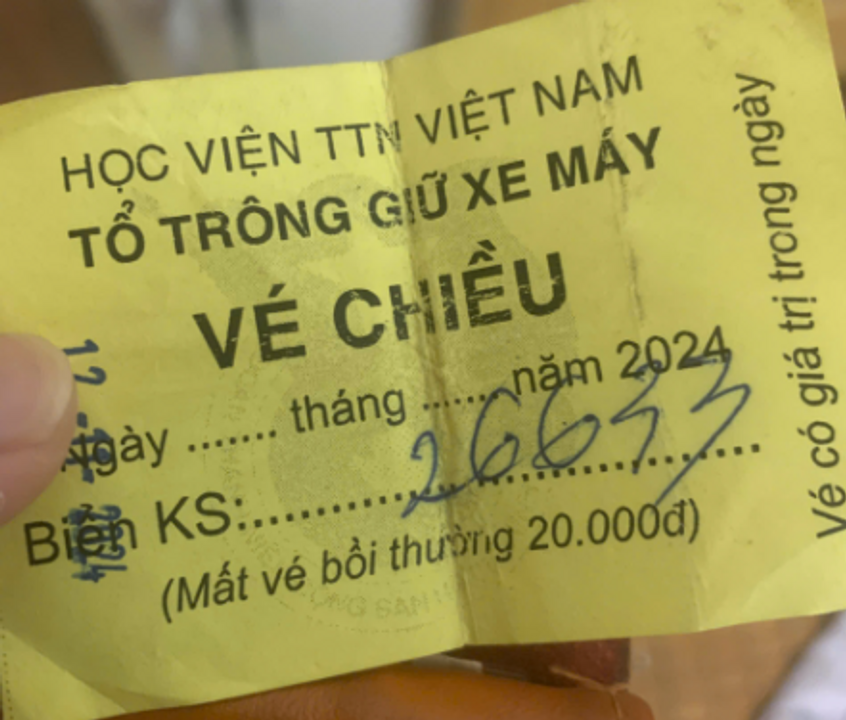 HỌC VIỆN TTN VIỆT NAM
TỔ TRÔNG GIỮ XE MÁY
VÉ CHIỀU
Ngày ....... tháng ....... năm 2024
Biển KS:................................
26633
(Mất vé bồi thường 20.000đ)
Vé có giá trị trong ngày